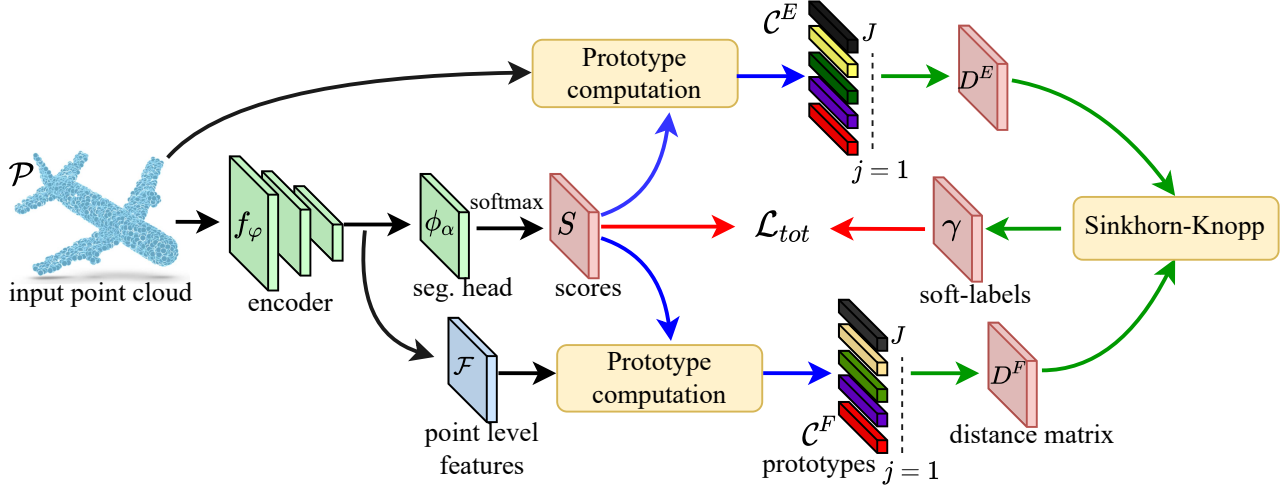 Prototype
computation
𝒞^E
J
j = 1
D^E
𝒫
input point cloud
f_φ
encoder
ϕ_α
seg. head
softmax
S
scores
ℒ_tot
γ
soft-labels
Sinkhorn-Knopp
ℱ
point level
features
Prototype
computation
𝒞^F
prototypes
J
j = 1
D^F
distance matrix